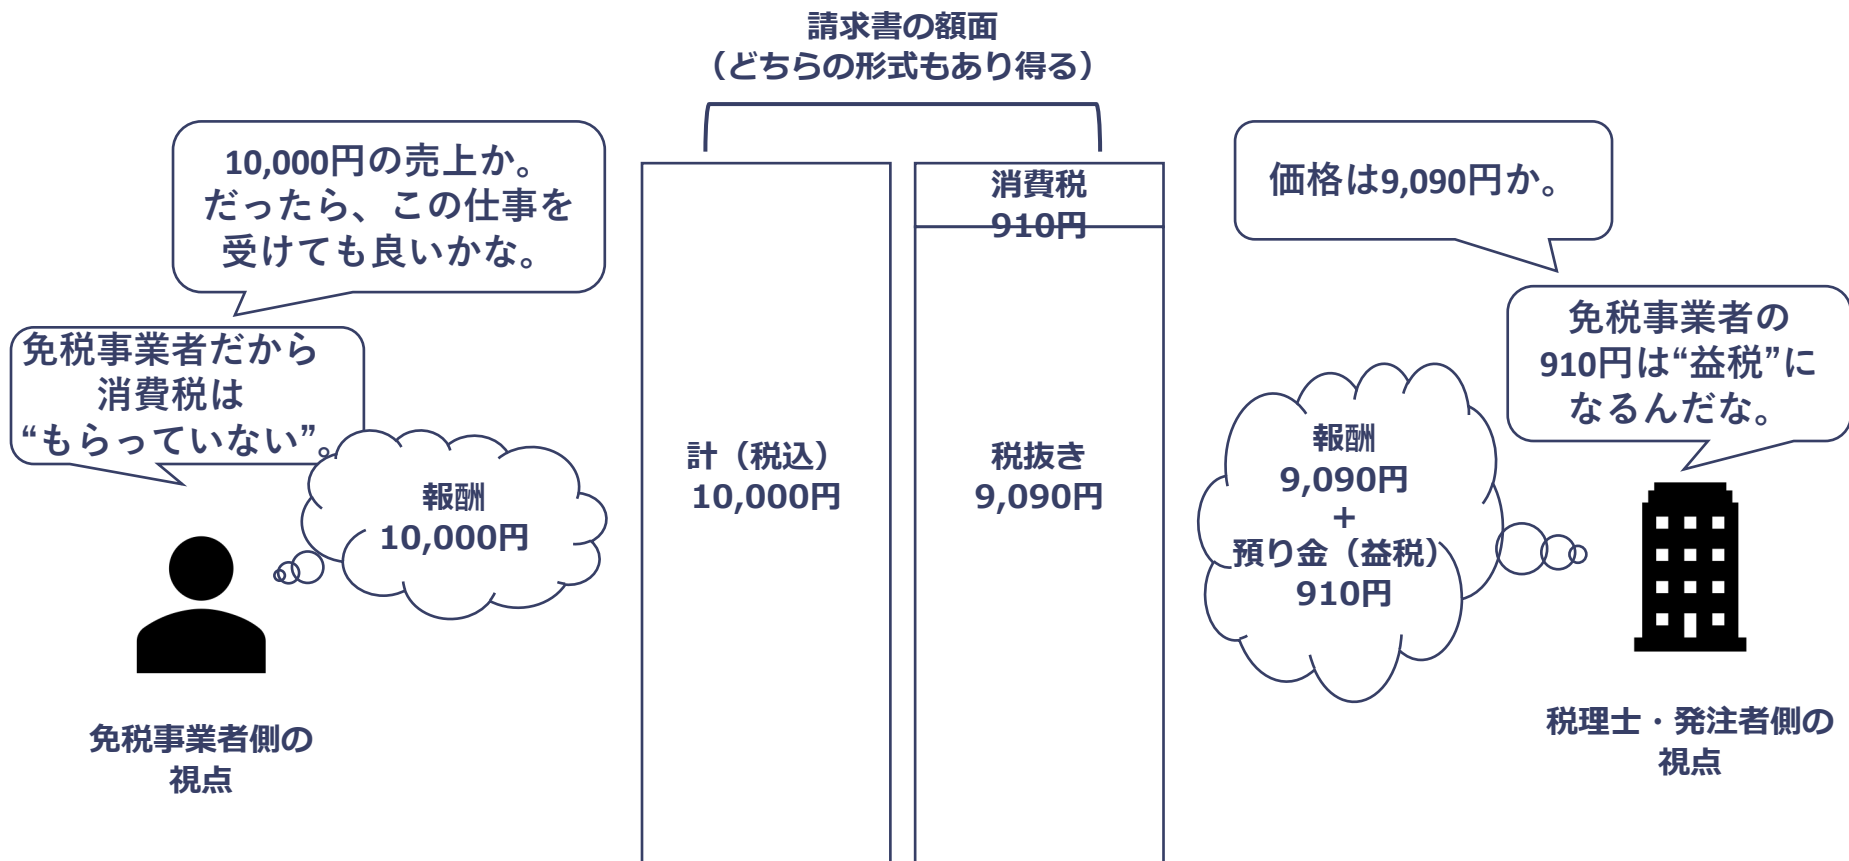 請求書の額面
（どちらの形式もあり得る）
10,000円の売上か。
だったら、この仕事を
受けても良いかな。
免税事業者だから
消費税は
“もらっていない”。
報酬
10,000円
免税事業者側の
視点
計（税込）
10,000円
消費税
910円
税抜き
9,090円
価格は9,090円か。
免税事業者の
910円は“益税”に
なるんだな。
報酬
9,090円
+
預り金（益税）
910円
税理士・発注者側の
視点